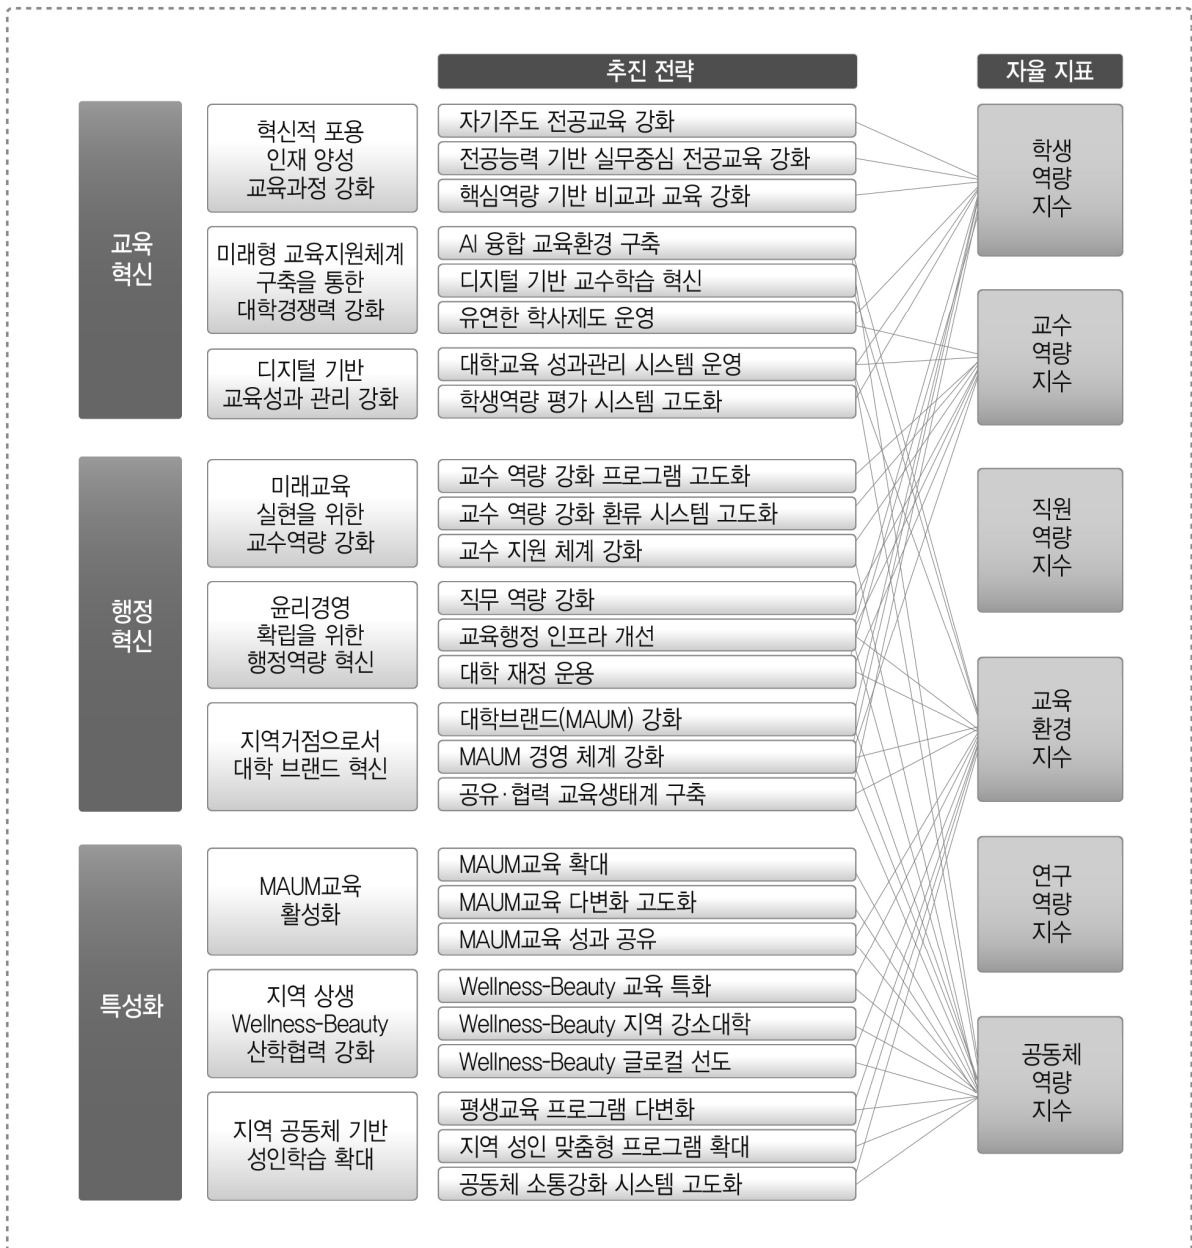 추진 전략
자율 지표
교육
혁신
혁신적 포용
인재 양성
교육과정 강화
자기주도 전공교육 강화
전공능력 기반 실무중심 전공교육 강화
핵심역량 기반 비교과 교육 강화
미래형 교육지원체계
구축을 통한
대학경쟁력 강화
AI 융합 교육환경 구축
디지털 기반 교수학습 혁신
유연한 학사제도 운영
디지털 기반
교육성과 관리 강화
대학교육 성과관리 시스템 운영
학생역량 평가 시스템 고도화
행정
혁신
미래교육
실현을 위한
교수역량 강화
교수 역량 강화 프로그램 고도화
교수 역량 강화 환류 시스템 고도화
교수 지원 체계 강화
윤리경영
확립을 위한
행정역량 혁신
직무 역량 강화
교육행정 인프라 개선
대학 재정 운용
지역거점으로서
대학 브랜드 혁신
대학브랜드(MAUM) 강화
MAUM 경영 체계 강화
공유·협력 교육생태계 구축
특성화
MAUM교육
활성화
MAUM교육 확대
MAUM교육 다변화 고도화
MAUM교육 성과 공유
지역 상생
Wellness-Beauty
산학협력 강화
Wellness-Beauty 교육 특화
Wellness-Beauty 지역 강소대학
Wellness-Beauty 글로컬 선도
지역 공동체 기반
성인학습 확대
평생교육 프로그램 다변화
지역 성인 맞춤형 프로그램 확대
공동체 소통강화 시스템 고도화
학생
역량
지수
교수
역량
지수
직원
역량
지수
교육
환경
지수
연구
역량
지수
공동체
역량
지수